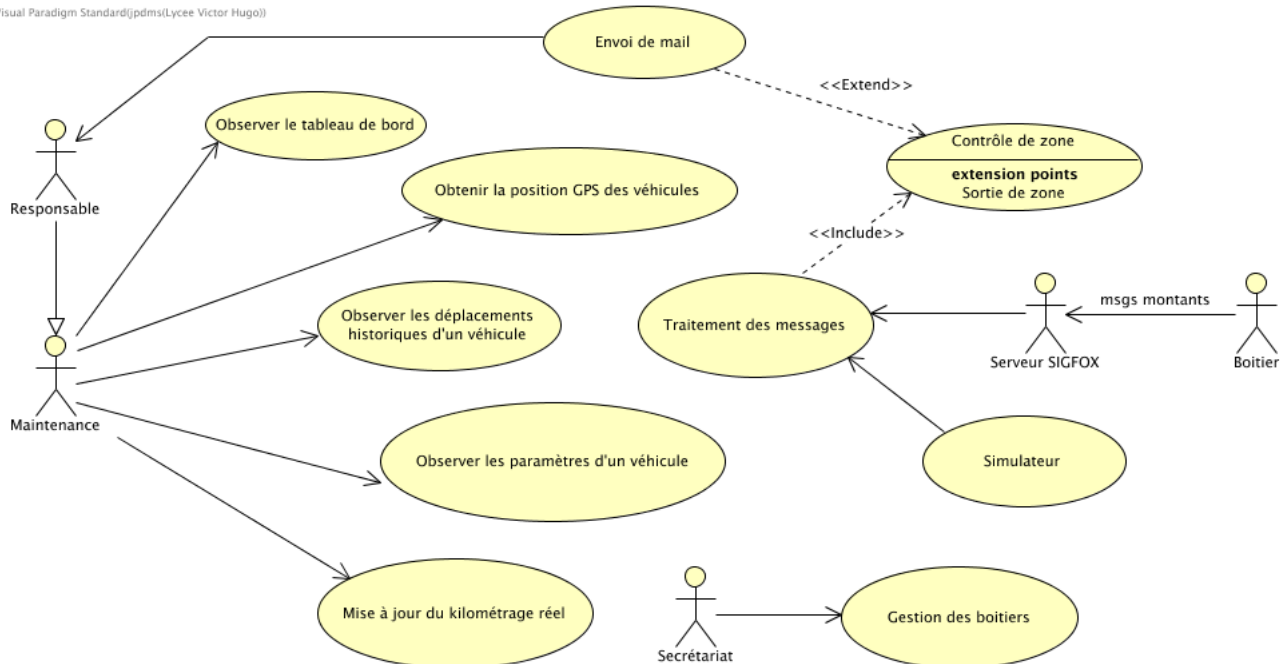 Visual Paradigm Standard(jpdms(Lycee Victor Hugo))
Envoi de mail
<<Extend>>
Observer le tableau de bord
Contrôle de zone
extension points
Sortie de zone
Obtenir la position GPS des véhicules
Responsable
<<Include>>
Observer les déplacements
historiques d'un véhicule
Traitement des messages
msgs montants
Serveur SIGFOX
Boitier
Maintenance
Observer les paramètres d'un véhicule
Simulateur
Mise à jour du kilométrage réel
Gestion des boitiers
Secrétariat